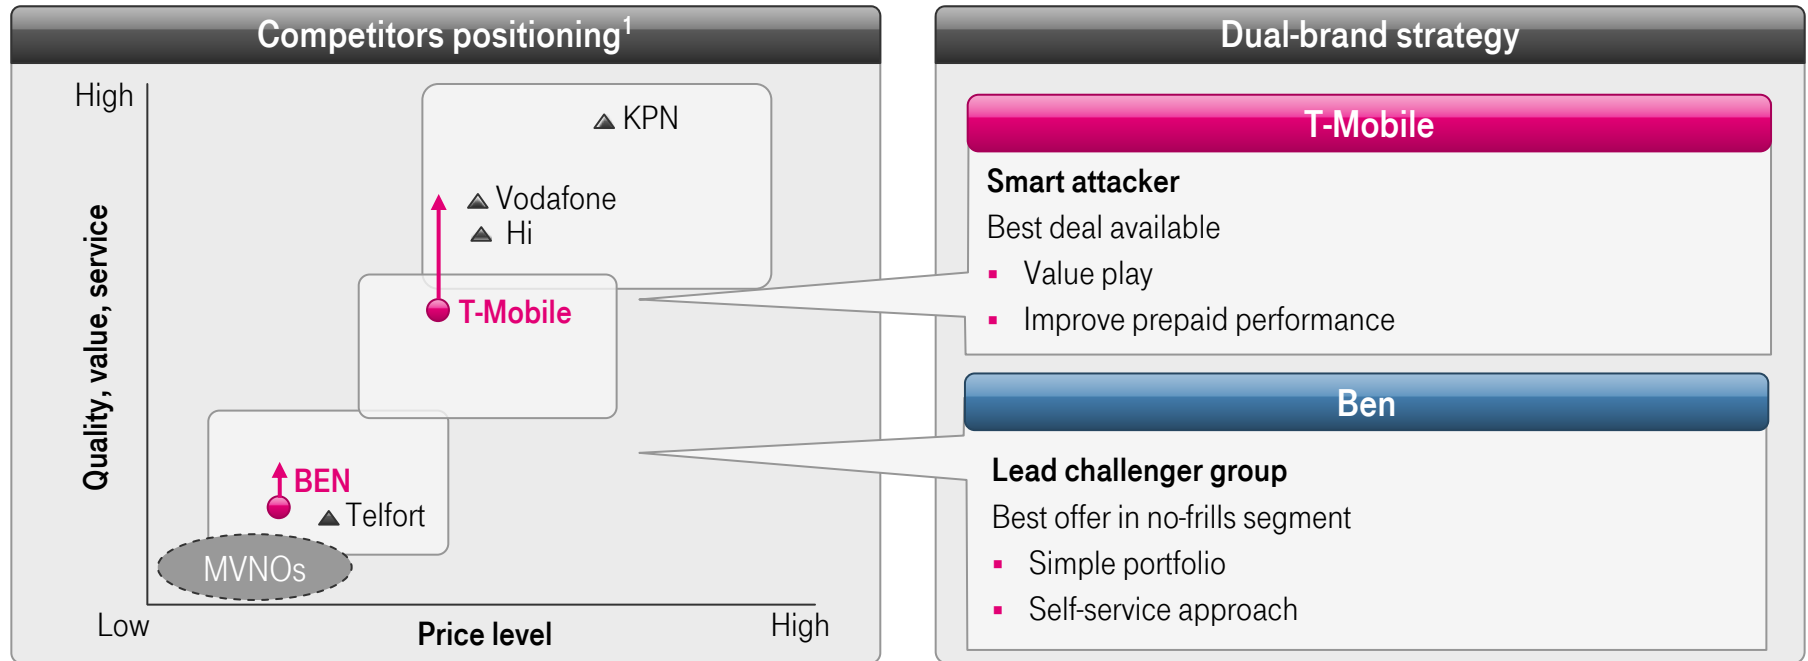 Competitors positioning1
High
KPN
Vodafone
Hi
T-Mobile
BEN
Telfort
MVNOs
Quality, value, service
Low
Price level
High
Dual-brand strategy
T-Mobile
Smart attacker
Best deal available
▪ Value play
▪ Improve prepaid performance
Ben
Lead challenger group
Best offer in no-frills segment
▪ Simple portfolio
▪ Self-service approach